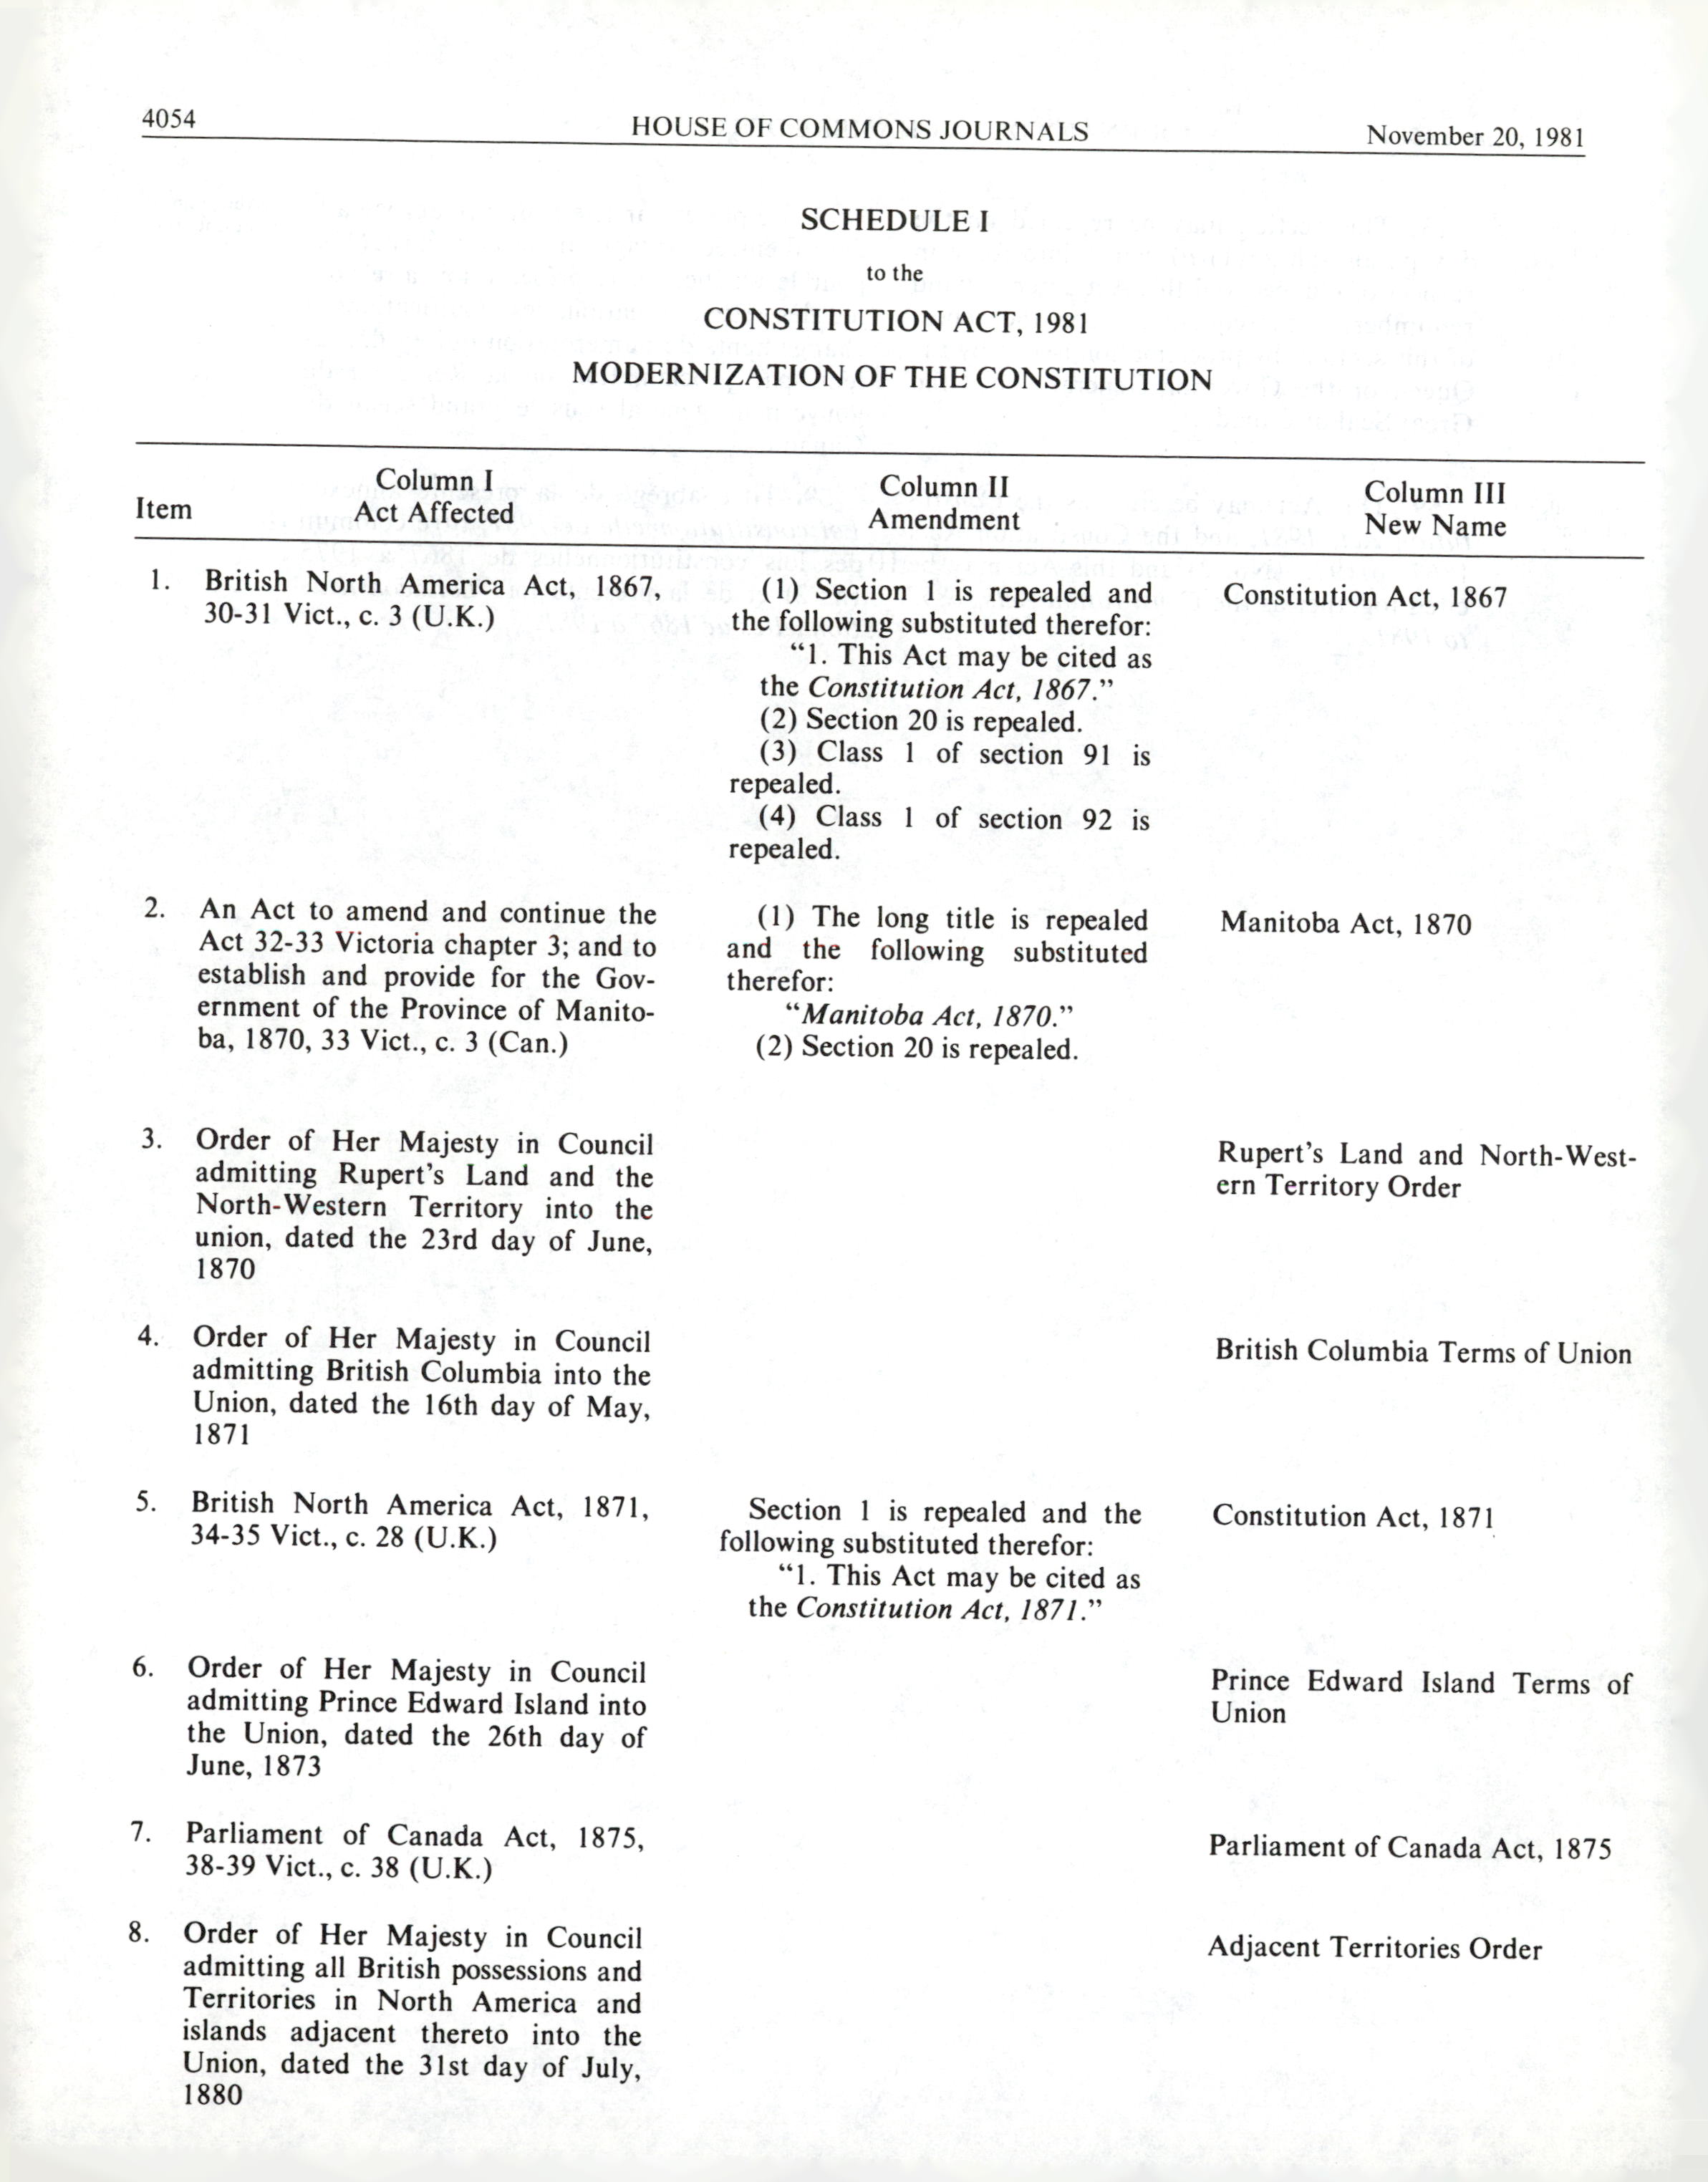 4054
HOUSE OF COMMONS JOURNALS
November 20, 1981
SCHEDULE I
to the
CONSTITUTION ACT, 1981
MODERNIZATION OF THE CONSTITUTION
Item
Column I
Act Affected
Column II
Amendment
Column III
New Name
1. British North America Act, 1867,
30-31 Vict., c. 3 (U.K.)
(1) Section 1 is repealed and
the following substituted therefor:
“1. This Act may be cited as
the Constitution Act, 1867.”
(2) Section 20 is repealed.
(3) Class 1 of section 91 is
repealed.
(4) Class 1 of section 92 is
repealed.
Constitution Act, 1867
2. An Act to amend and continue the
Act 32-33 Victoria chapter 3; and to
establish and provide for the Gov-
ernment of the Province of Manito-
ba, 1870, 33 Vict., c. 3 (Can.)
(1) The long title is repealed
and the following substituted
therefor:
“Manitoba Act, 1870.”
(2) Section 20 is repealed.
Manitoba Act, 1870
3. Order of Her Majesty in Council
admitting Rupert's Land and the
North-Western Territory into the
union, dated the 23rd day of June,
1870
Rupert's Land and North-West-
ern Territory Order
4. Order of Her Majesty in Council
admitting British Columbia into the
Union, dated the 16th day of May,
1871
British Columbia Terms of Union
5. British North America Act, 1871,
34-35 Vict., c. 28 (U.K.)
Section 1 is repealed and the
following substituted therefor:
“1. This Act may be cited as
the Constitution Act, 1871.”
Constitution Act, 1871
6. Order of Her Majesty in Council
admitting Prince Edward Island into
the Union, dated the 26th day of
June, 1873
Prince Edward Island Terms of
Union
7. Parliament of Canada Act, 1875,
38-39 Vict., c. 38 (U.K.)
Parliament of Canada Act, 1875
8. Order of Her Majesty in Council
admitting all British possessions and
Territories in North America and
islands adjacent thereto into the
Union, dated the 31st day of July,
1880
Adjacent Territories Order